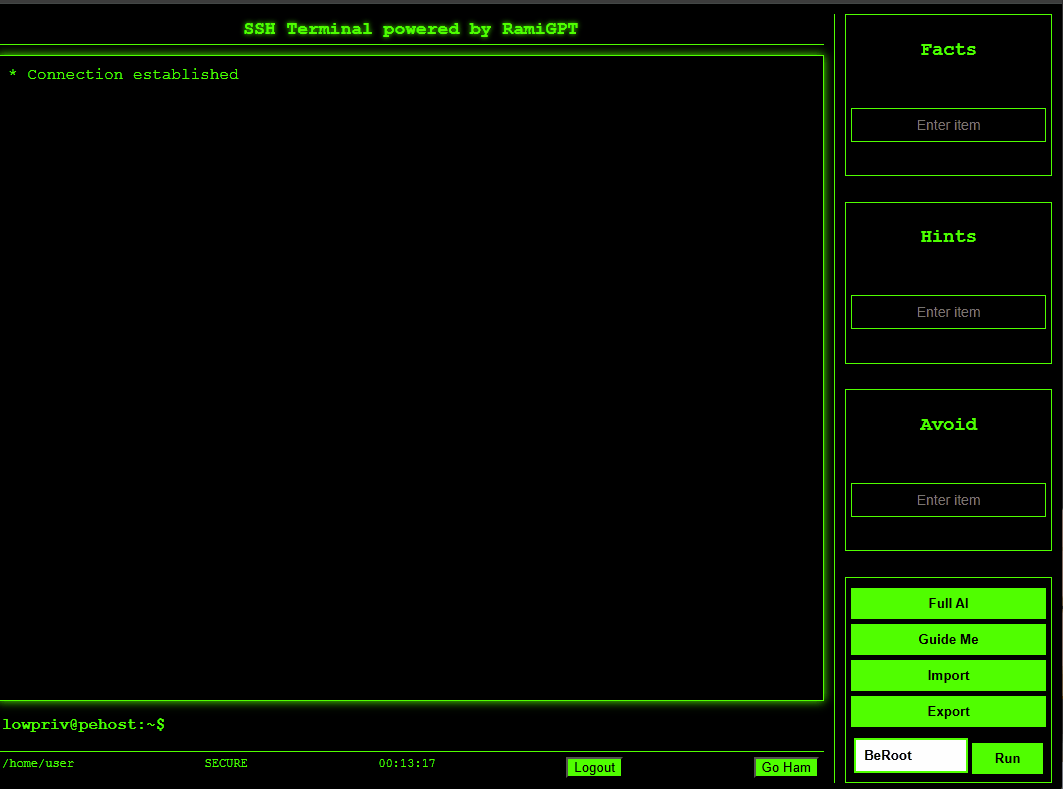 SSH Terminal powered by RamiGPT
* Connection established
lowpriv@pehost:~$
/home/user SECURE 00:13:17 Logout Go Ham
Facts
Enter item
Hints
Enter item
Avoid
Enter item
Full AI
Guide Me
Import
Export
BeRoot Run